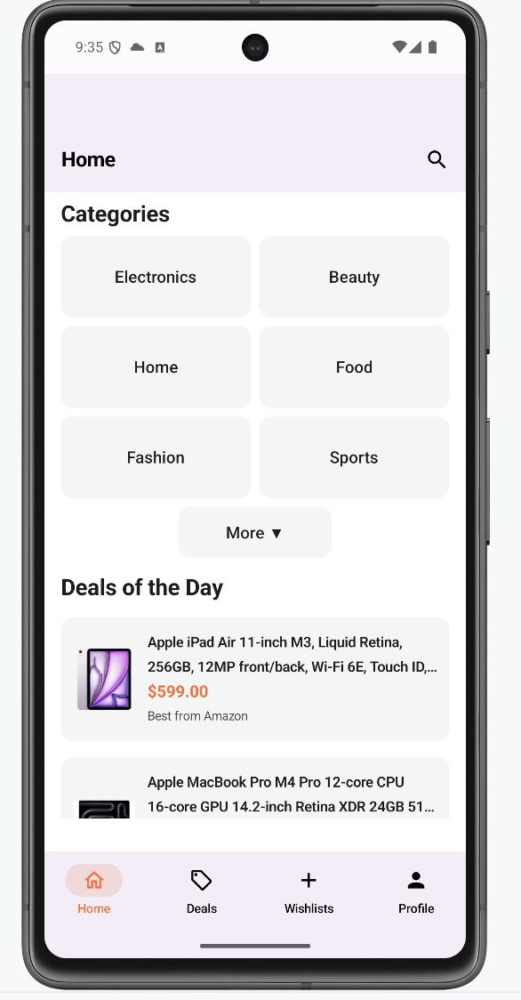 9:35
A
Home
Categories
Electronics
Beauty
Home
Food
Fashion
Sports
More ▼
Deals of the Day
Apple iPad Air 11-inch M3, Liquid Retina,
256GB, 12MP front/back, Wi-Fi 6E, Touch ID,...
$599.00
Best from Amazon
Apple MacBook Pro M4 Pro 12-core CPU
16-core GPU 14.2-inch Retina XDR 24GB 51...
Home
Deals
Wishlists
Profile